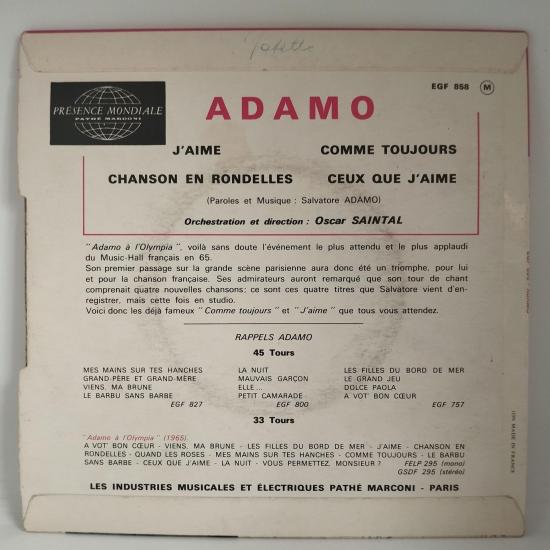 EGF 858 M
PRÉSENCE MONDIALE
PATHÉ MARCONI
ADAMO
J'AIME COMME TOUJOURS
CHANSON EN RONDELLES CEUX QUE J'AIME
(Paroles et Musique : Salvatore ADAMO)
Orchestration et direction : Oscar SAINTAL
"Adamo à l'Olympia", voilà sans doute l'événement le plus attendu et le plus applaudi
du Music-Hall français en 65.
Son premier passage sur la grande scène parisienne aura donc été un triomphe, pour lui
et pour la chanson française. Ses admirateurs auront remarqué que son tour de chant
comprenait quatre nouvelles chansons; ce sont ces quatre titres que Salvatore vient d'en-
registrer, mais cette fois en studio.
Voici donc les déjà fameux "Comme toujours" et "J'aime" que tous vous attendez.
RAPPELS ADAMO
45 Tours
MES MAINS SUR TES HANCHES LA NUIT LES FILLES DU BORD DE MER
GRAND-PÈRE ET GRAND-MÈRE MAUVAIS GARÇON LE GRAND JEU
VIENS, MA BRUNE ELLE... DOLCE PAOLA
LE BARBU SANS BARBE PETIT CAMARADE A VOT' BON CŒUR
EGF 827 EGF 800 EGF 757
33 Tours
"Adamo à l'Olympia" (1965).
A VOT' BON CŒUR - VIENS, MA BRUNE - LES FILLES DU BORD DE MER - J'AIME - CHANSON EN
RONDELLES - QUAND LES ROSES - MES MAINS SUR TES HANCHES - COMME TOUJOURS - LE BARBU
SANS BARBE - CEUX QUE J'AIME - LA NUIT - VOUS PERMETTEZ, MONSIEUR ? FELP 295 (mono)
GSDF 295 (stéréo)
LES INDUSTRIES MUSICALES ET ÉLECTRIQUES PATHÉ MARCONI - PARIS
MADE IN FRANCE